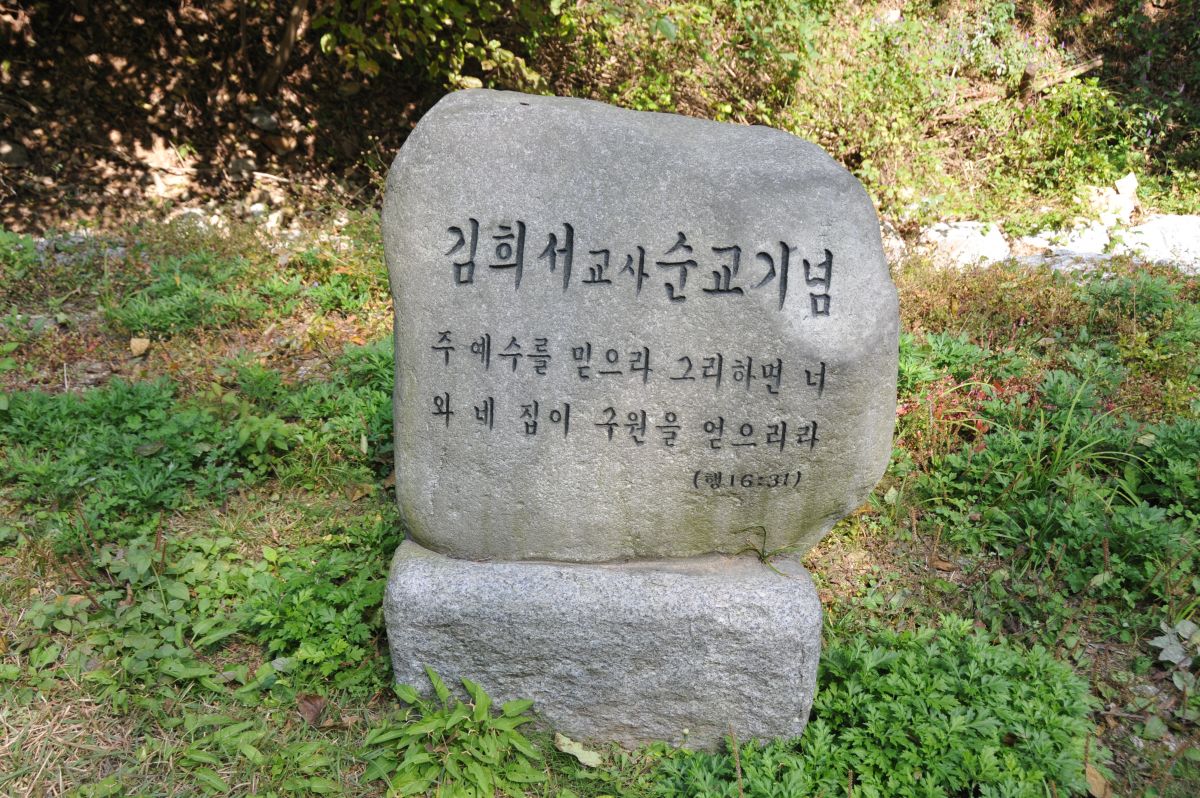 김희서교사순교기념
주 예수를 믿으라 그리하면 너
와 네 집이 구원을 얻으리라
(행16:31)